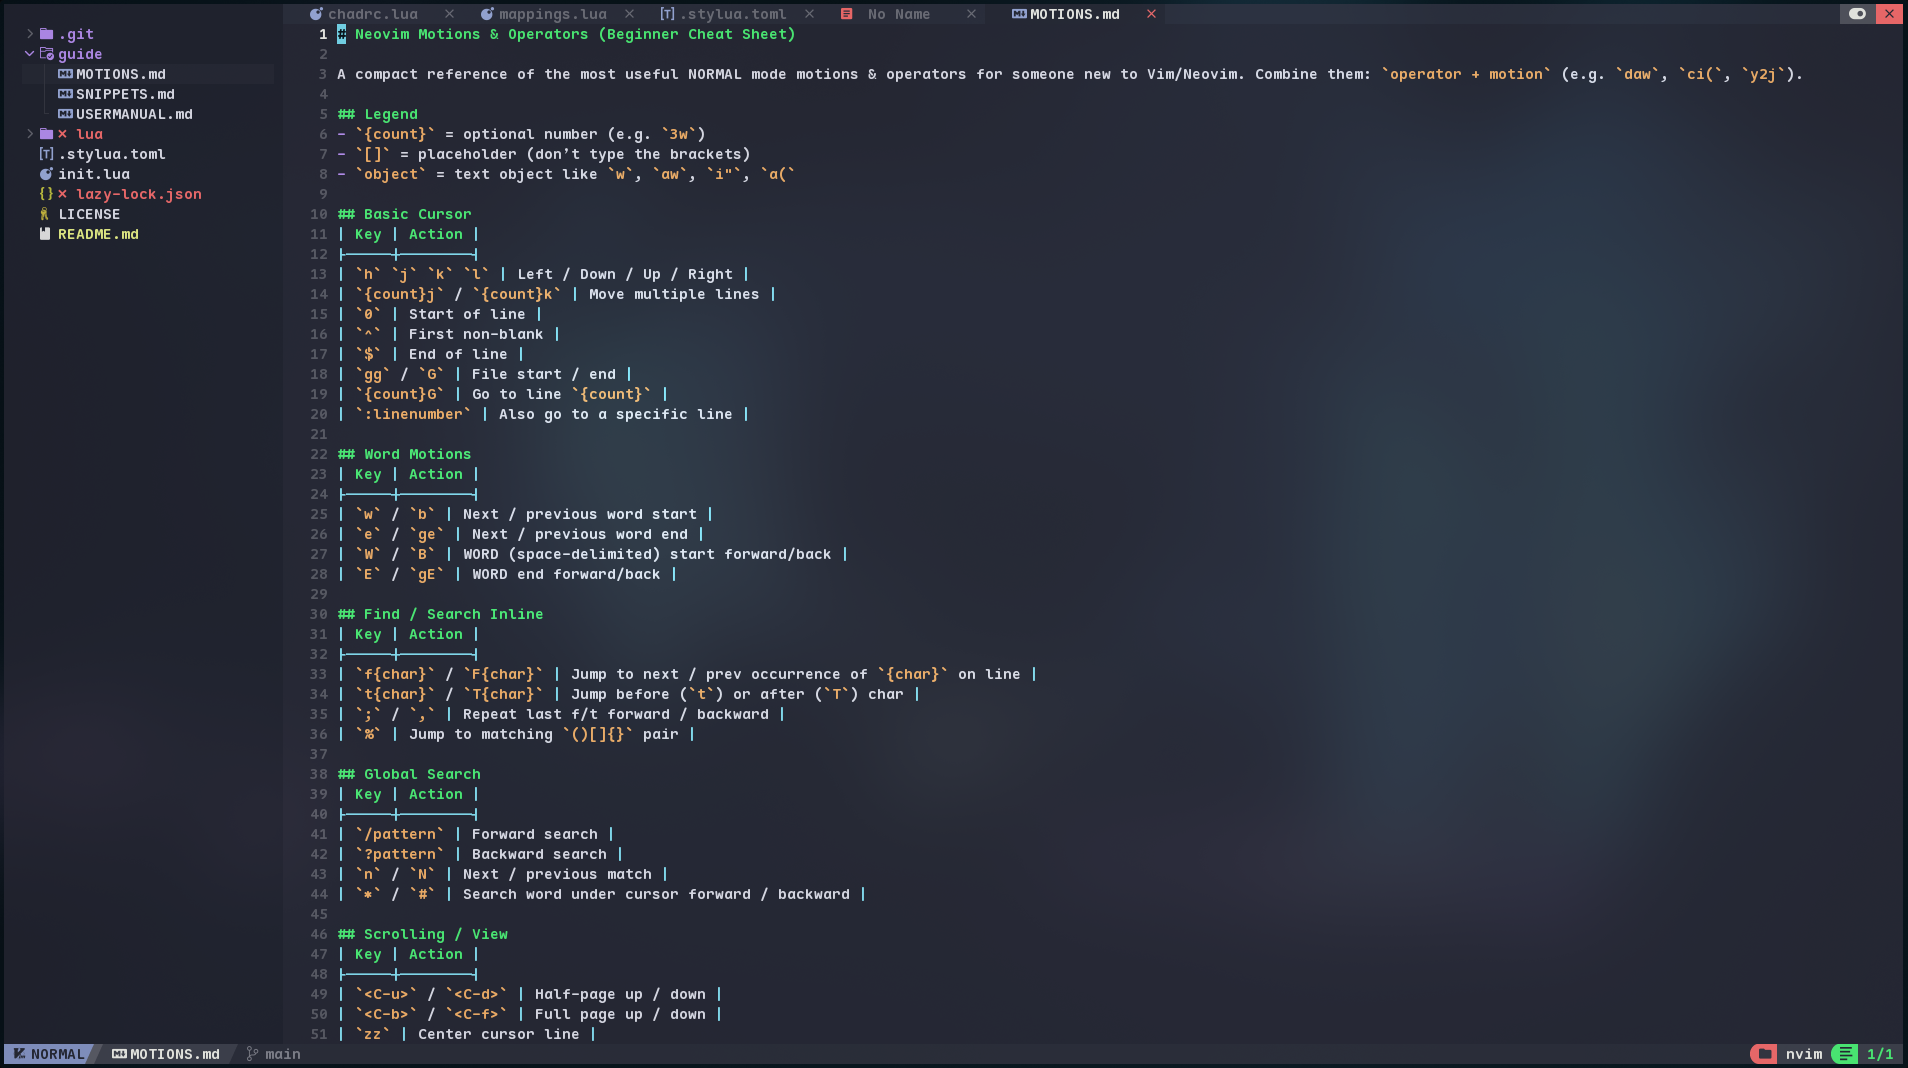 chadrc.lua × mappings.lua × [T] .stylua.toml × No Name × MOTIONS.md ×
.git
guide
MOTIONS.md
SNIPPETS.md
USERMANUAL.md
lua
[T] .stylua.toml
init.lua
{} × lazy-lock.json
LICENSE
README.md
1 # Neovim Motions & Operators (Beginner Cheat Sheet)
2
3 A compact reference of the most useful NORMAL mode motions & operators for someone new to Vim/Neovim. Combine them: `operator + motion` (e.g. `daw`, `ci(`, `y2j`).
4
5 ## Legend
6 - `{count}` = optional number (e.g. `3w`)
7 - `[]` = placeholder (don’t type the brackets)
8 - `object` = text object like `w`, `aw`, `i"`, `a(`
9
10 ## Basic Cursor
11 | Key | Action |
12 |-----|--------|
13 | `h` `j` `k` `l` | Left / Down / Up / Right |
14 | `{count}j` / `{count}k` | Move multiple lines |
15 | `0` | Start of line |
16 | `^` | First non-blank |
17 | `$` | End of line |
18 | `gg` / `G` | File start / end |
19 | `{count}G` | Go to line `{count}` |
20 | `:linenumber` | Also go to a specific line |
21
22 ## Word Motions
23 | Key | Action |
24 |-----|--------|
25 | `w` / `b` | Next / previous word start |
26 | `e` / `ge` | Next / previous word end |
27 | `W` / `B` | WORD (space-delimited) start forward/back |
28 | `E` / `gE` | WORD end forward/back |
29
30 ## Find / Search Inline
31 | Key | Action |
32 |-----|--------|
33 | `f{char}` / `F{char}` | Jump to next / prev occurrence of `{char}` on line |
34 | `t{char}` / `T{char}` | Jump before (`t`) or after (`T`) char |
35 | `;` / `,` | Repeat last f/t forward / backward |
36 | `%` | Jump to matching `()[]{}` pair |
37
38 ## Global Search
39 | Key | Action |
40 |-----|--------|
41 | `/pattern` | Forward search |
42 | `?pattern` | Backward search |
43 | `n` / `N` | Next / previous match |
44 | `*` / `#` | Search word under cursor forward / backward |
45
46 ## Scrolling / View
47 | Key | Action |
48 |-----|--------|
49 | `<C-u>` / `<C-d>` | Half-page up / down |
50 | `<C-b>` / `<C-f>` | Full page up / down |
51 | `zz` | Center cursor line |
NORMAL MOTIONS.md main nvim 1/1